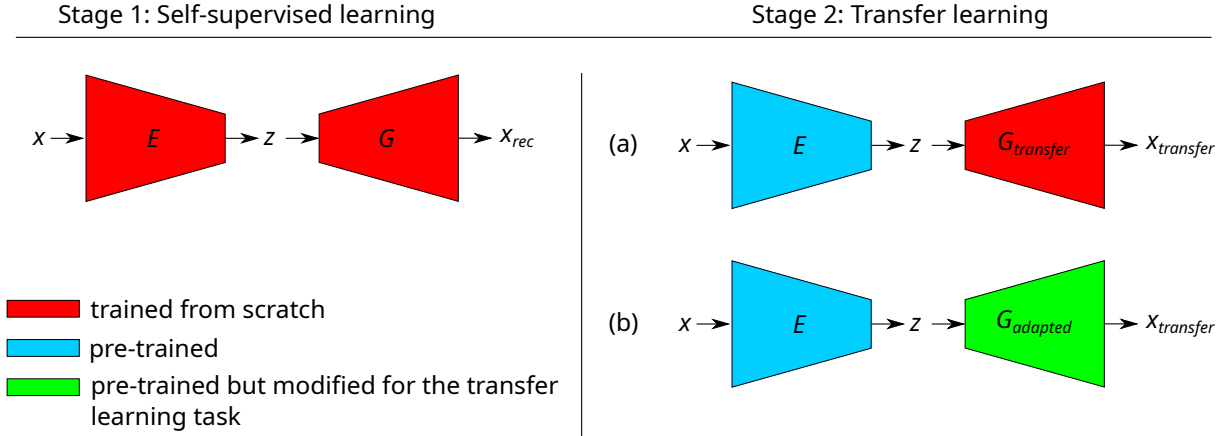 Stage 1: Self-supervised learning
Stage 2: Transfer learning
x
E
z
G
x_rec
(a)
x
E
z
G_transfer
x_transfer
(b)
x
E
z
G_adapted
x_transfer
trained from scratch
pre-trained
pre-trained but modified for the transfer
learning task